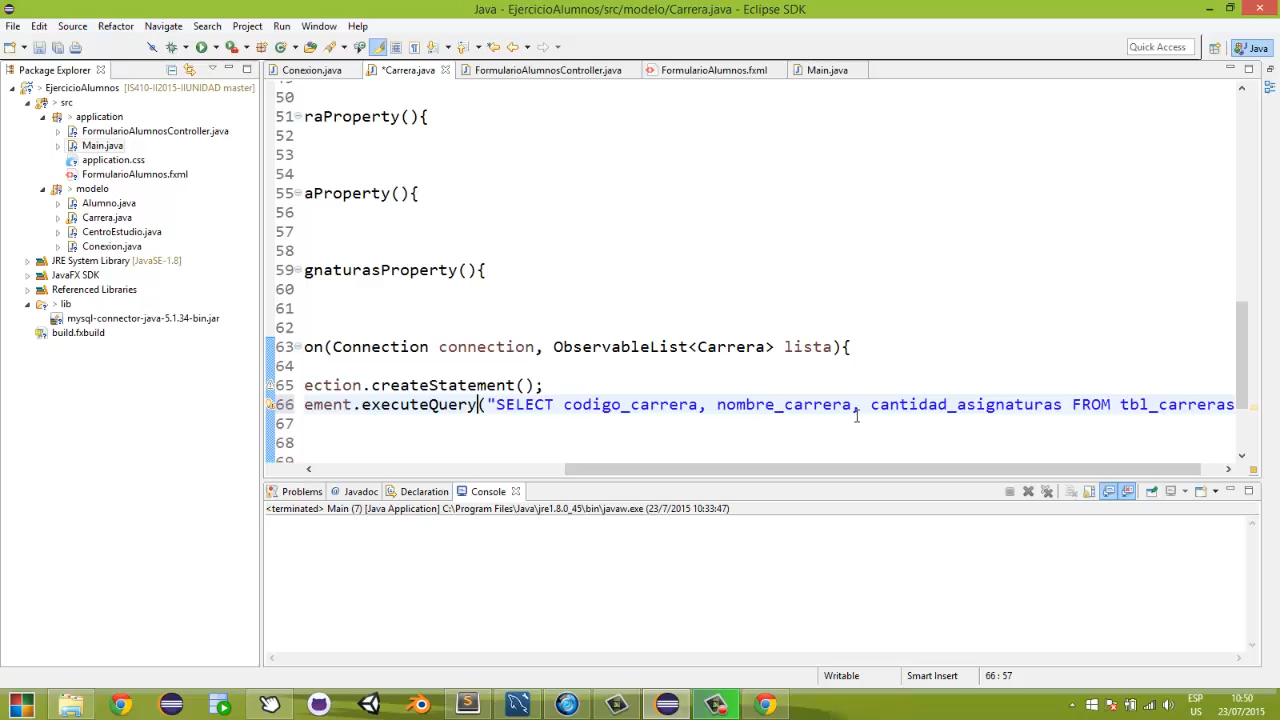 Java - EjercicioAlumnos/src/modelo/Carrera.java - Eclipse SDK
File Edit Source Refactor Navigate Search Project Run Window Help
Quick Access
Java
Package Explorer
EjercicioAlumnos [IS410-II2015-IIUNIDAD master]
> src
> application
FormularioAlumnosController.java
Main.java
application.css
FormularioAlumnos.fxml
> modelo
Alumno.java
Carrera.java
CentroEstudio.java
Conexion.java
JRE System Library [JavaSE-1.8]
JavaFX SDK
Referenced Libraries
> lib
mysql-connector-java-5.1.34-bin.jar
build.fxbuild
Conexion.java *Carrera.java FormularioAlumnosController.java FormularioAlumnos.fxml Main.java
50
51 raProperty(){
52
53
54
55 aProperty(){
56
57
58
59 gnaturasProperty(){
60
61
62
63 on(Connection connection, ObservableList<Carrera> lista){
64
65 ection.createStatement();
66 ement.executeQuery("SELECT codigo_carrera, nombre_carrera, cantidad_asignaturas FROM tbl_carreras
67
68
69
Problems @ Javadoc Declaration Console
<terminated> Main (7) [Java Application] C:\Program Files\Java\jre1.8.0_45\bin\javaw.exe (23/7/2015 10:33:47)
Writable Smart Insert 66 : 57
ESP
US
10:50
23/07/2015